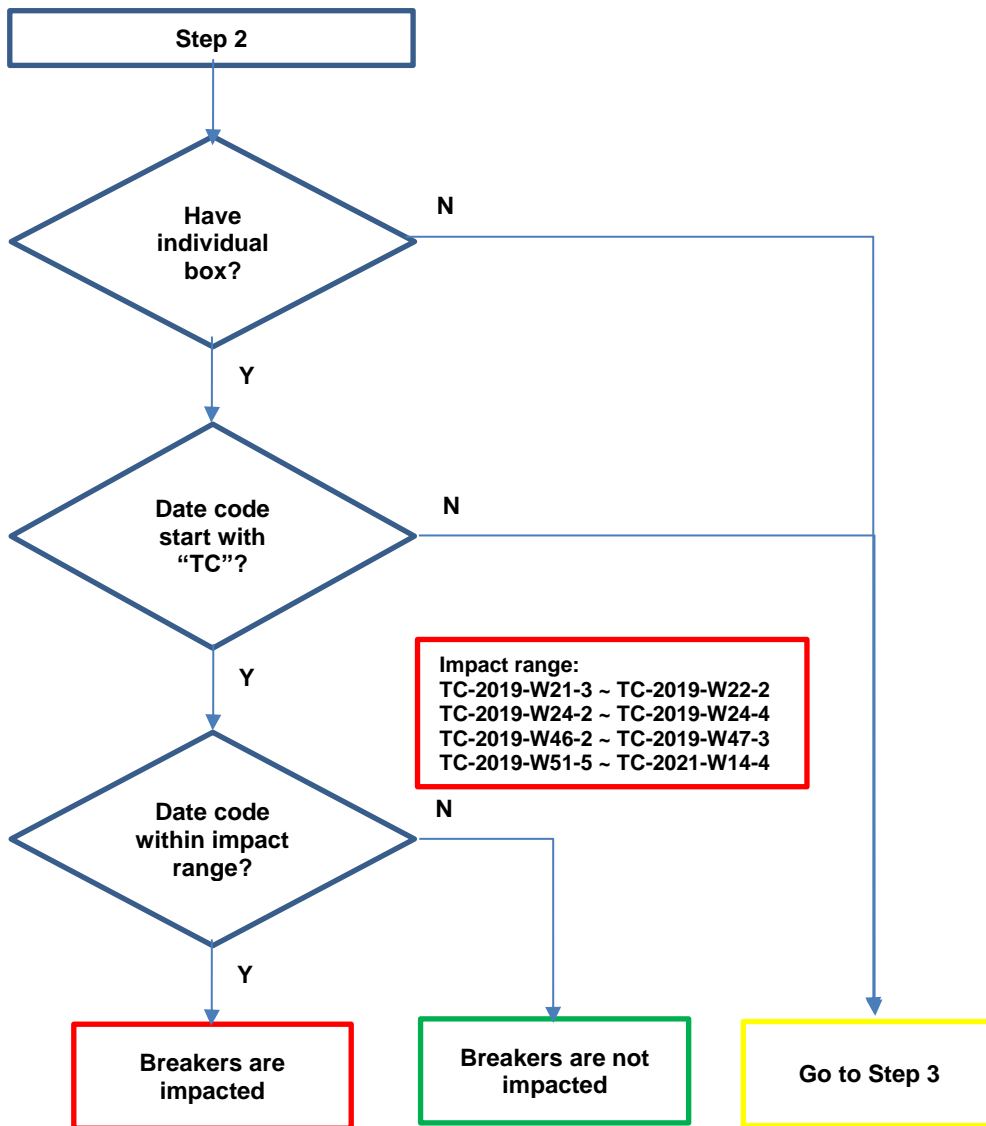 Step 2
Have
individual
box?
N
Y
Date code
start with
“TC”?
N
Y
Impact range:
TC-2019-W21-3 ~ TC-2019-W22-2
TC-2019-W24-2 ~ TC-2019-W24-4
TC-2019-W46-2 ~ TC-2019-W47-3
TC-2019-W51-5 ~ TC-2021-W14-4
Date code
within impact
range?
N
Y
Breakers are
impacted
Breakers are not
impacted
Go to Step 3